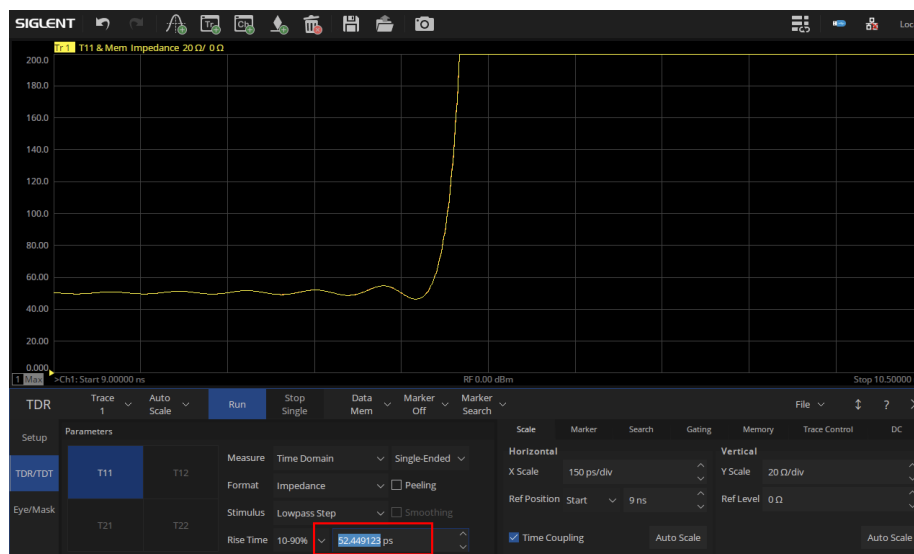 SIGLENT Tr Ch Loc
Tr 1 T11 & Mem Impedance 20 Ω/ 0 Ω
200.0
180.0
160.0
140.0
120.0
100.0
80.00
60.00
40.00
20.00
0.000
1 Max >Ch1: Start 9.00000 ns RF 0.00 dBm Stop 10.50000
TDR Trace 1 Auto Scale Run Stop Single Data Mem Marker Off Marker Search File ?
Setup Parameters Scale Marker Search Gating Memory Trace Control DC
Horizontal Vertical
Measure Time Domain Single-Ended
TDR/TDT T11 T12 X Scale 150 ps/div Y Scale 20 Ω/div
Format Impedance Peeling
Ref Position Start 9 ns Ref Level 0 Ω
Eye/Mask Stimulus Lowpass Step Smoothing
T21 T22
Rise Time 10-90% 52.449123 ps Time Coupling Auto Scale Auto Scale